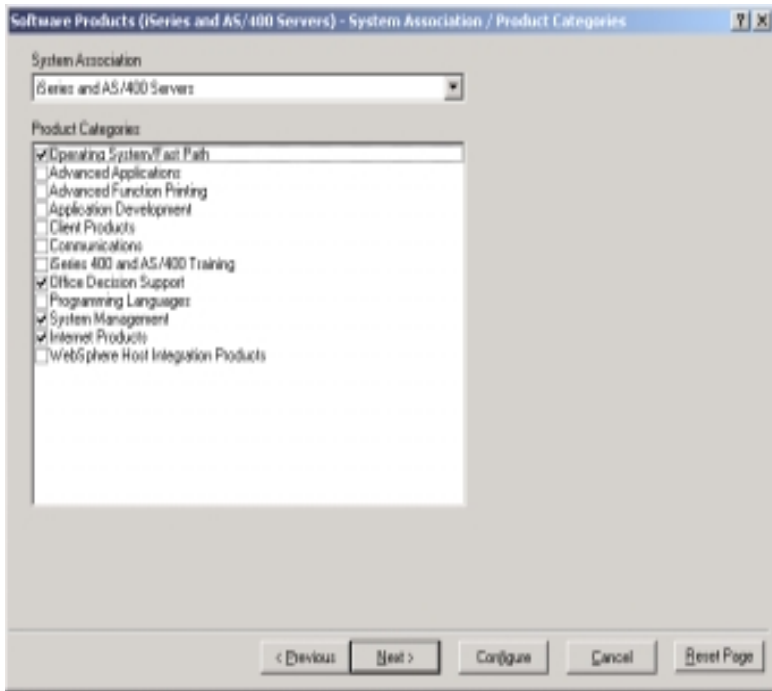 Software Products (iSeries and AS/400 Servers) - System Association / Product Categories
System Association
iSeries and AS/400 Servers
Product Categories
Operating System/Fast Path
Advanced Applications
Advanced Function Printing
Application Development
Client Products
Communications
iSeries 400 and AS/400 Training
Office Decision Support
Programming Languages
System Management
Internet Products
WebSphere Host Integration Products
< Previous Next > Configure Cancel Reset Page